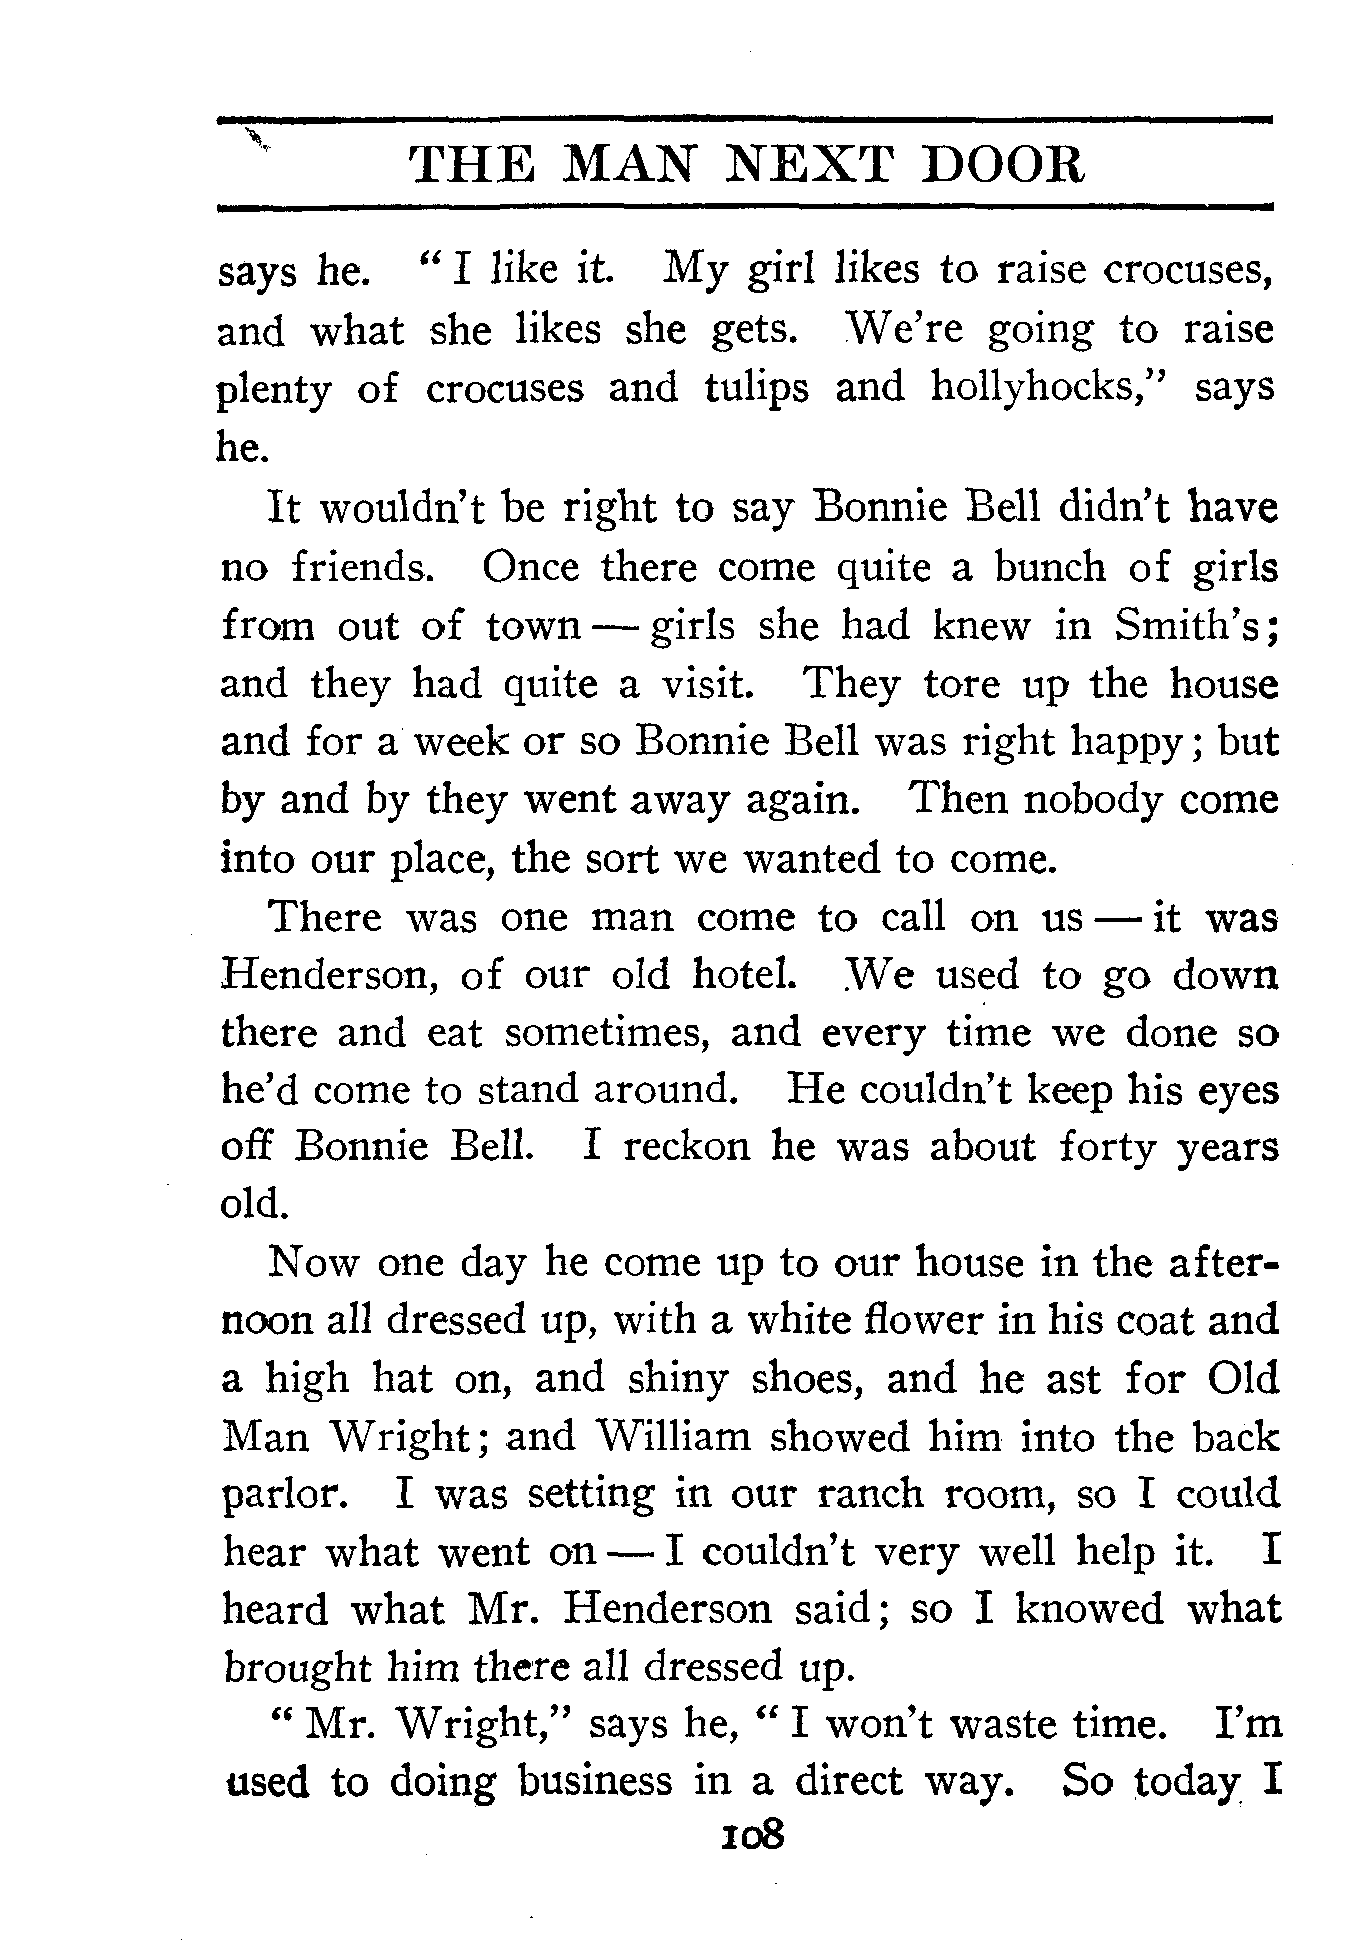 THE MAN NEXT DOOR
says he. “ I like it. My girl likes to raise crocuses,
and what she likes she gets. We’re going to raise
plenty of crocuses and tulips and hollyhocks,” says
he.
It wouldn’t be right to say Bonnie Bell didn’t have
no friends. Once there come quite a bunch of girls
from out of town — girls she had knew in Smith’s;
and they had quite a visit. They tore up the house
and for a week or so Bonnie Bell was right happy; but
by and by they went away again. Then nobody come
into our place, the sort we wanted to come.
There was one man come to call on us — it was
Henderson, of our old hotel. We used to go down
there and eat sometimes, and every time we done so
he’d come to stand around. He couldn’t keep his eyes
off Bonnie Bell. I reckon he was about forty years
old.
Now one day he come up to our house in the after-
noon all dressed up, with a white flower in his coat and
a high hat on, and shiny shoes, and he ast for Old
Man Wright; and William showed him into the back
parlor. I was setting in our ranch room, so I could
hear what went on — I couldn’t very well help it. I
heard what Mr. Henderson said; so I knowed what
brought him there all dressed up.
“ Mr. Wright,” says he, “ I won’t waste time. I’m
used to doing business in a direct way. So today I
108